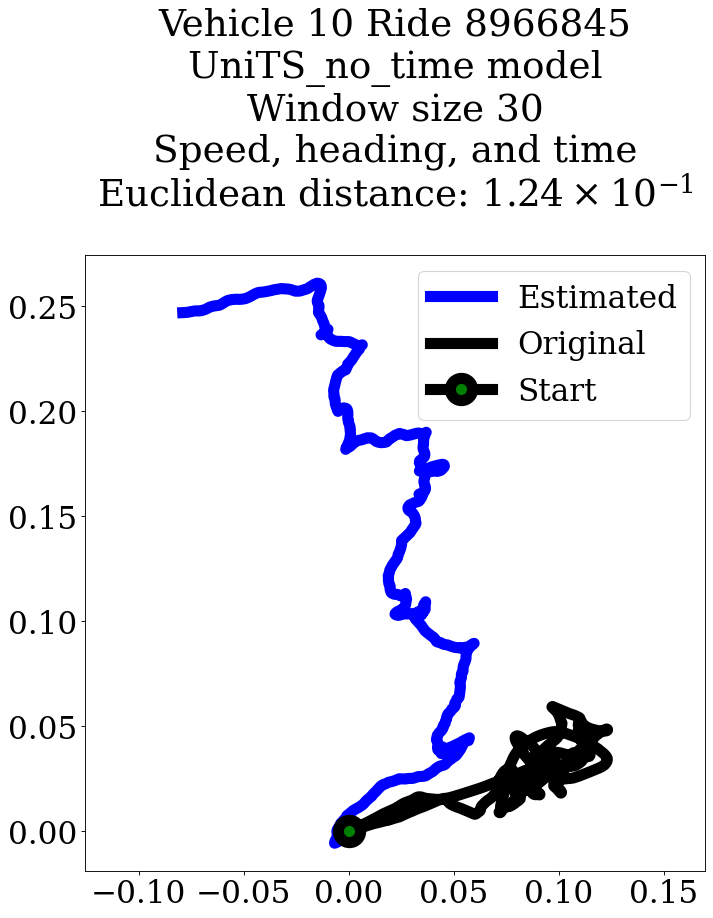 Vehicle 10 Ride 8966845
UniTS_no_time model
Window size 30
Speed, heading, and time
Euclidean distance: 1.24 × 10⁻¹
Estimated
Original
Start
0.25
0.20
0.15
0.10
0.05
0.00
−0.10 −0.05 0.00 0.05 0.10 0.15